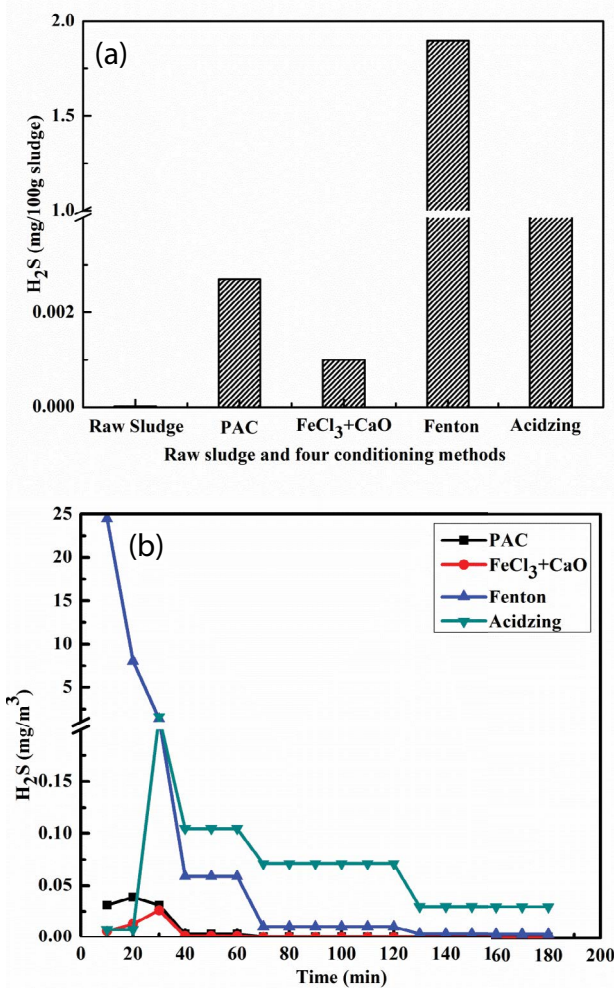 (a)
2.0
1.5
1.0
0.002
0.000
H₂S (mg/100g sludge)
Raw Sludge PAC FeCl₃+CaO Fenton Acidzing
Raw sludge and four conditioning methods
(b)
25
20
15
10
5
0.15
0.10
0.05
0.00
H₂S (mg/m³)
PAC
FeCl₃+CaO
Fenton
Acidzing
0 20 40 60 80 100 120 140 160 180 200
Time (min)